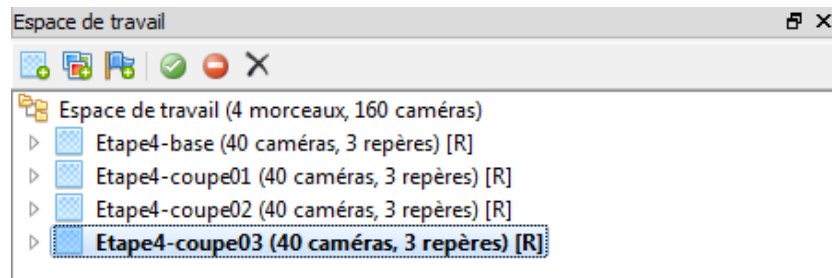 Espace de travail
Espace de travail (4 morceaux, 160 caméras)
Etape4-base (40 caméras, 3 repères) [R]
Etape4-coupe01 (40 caméras, 3 repères) [R]
Etape4-coupe02 (40 caméras, 3 repères) [R]
Etape4-coupe03 (40 caméras, 3 repères) [R]